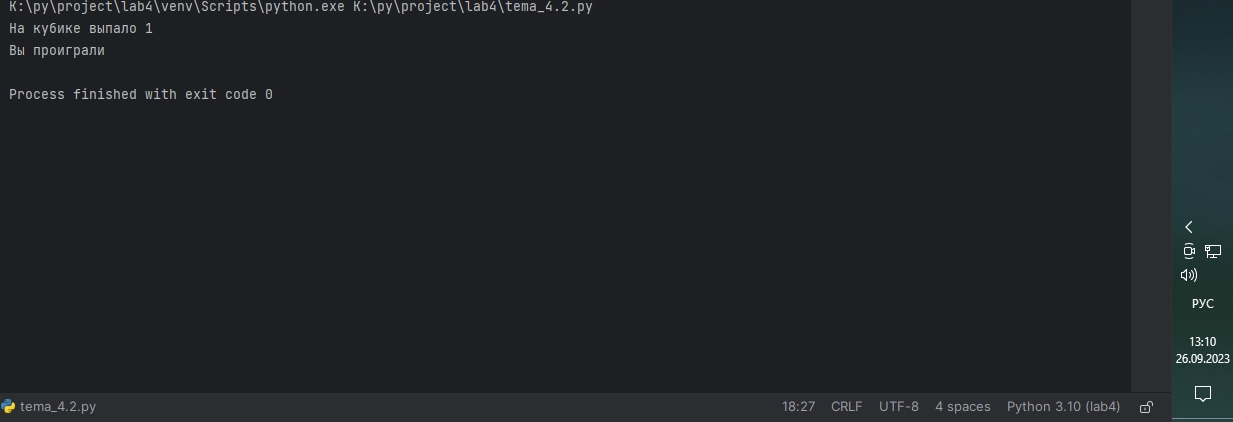 K:\py\project\lab4\venv\Scripts\python.exe K:\py\project\lab4\tema_4.2.py
На кубике выпало 1
Вы проиграли
Process finished with exit code 0
РУС
13:10
26.09.2023
tema_4.2.py 18:27 CRLF UTF-8 4 spaces Python 3.10 (lab4)